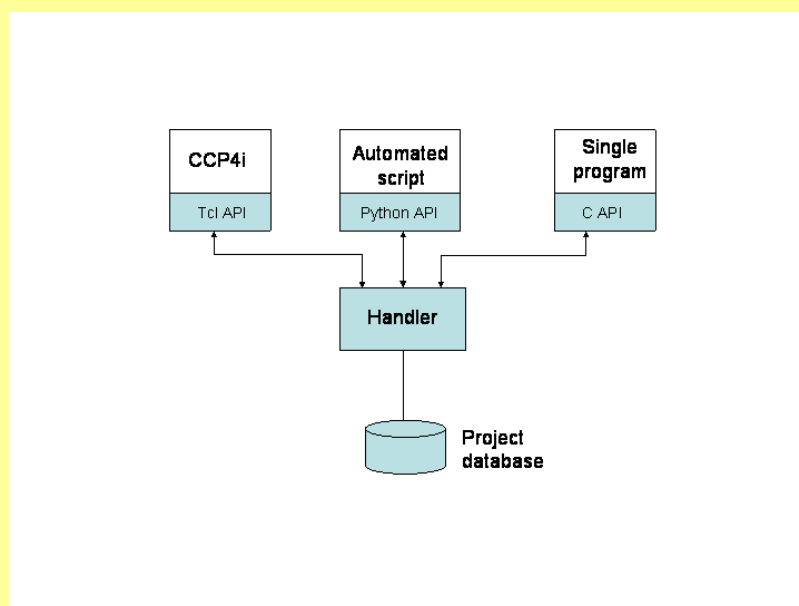 CCP4i
Tcl API
Automated
script
Python API
Single
program
C API
Handler
Project
database